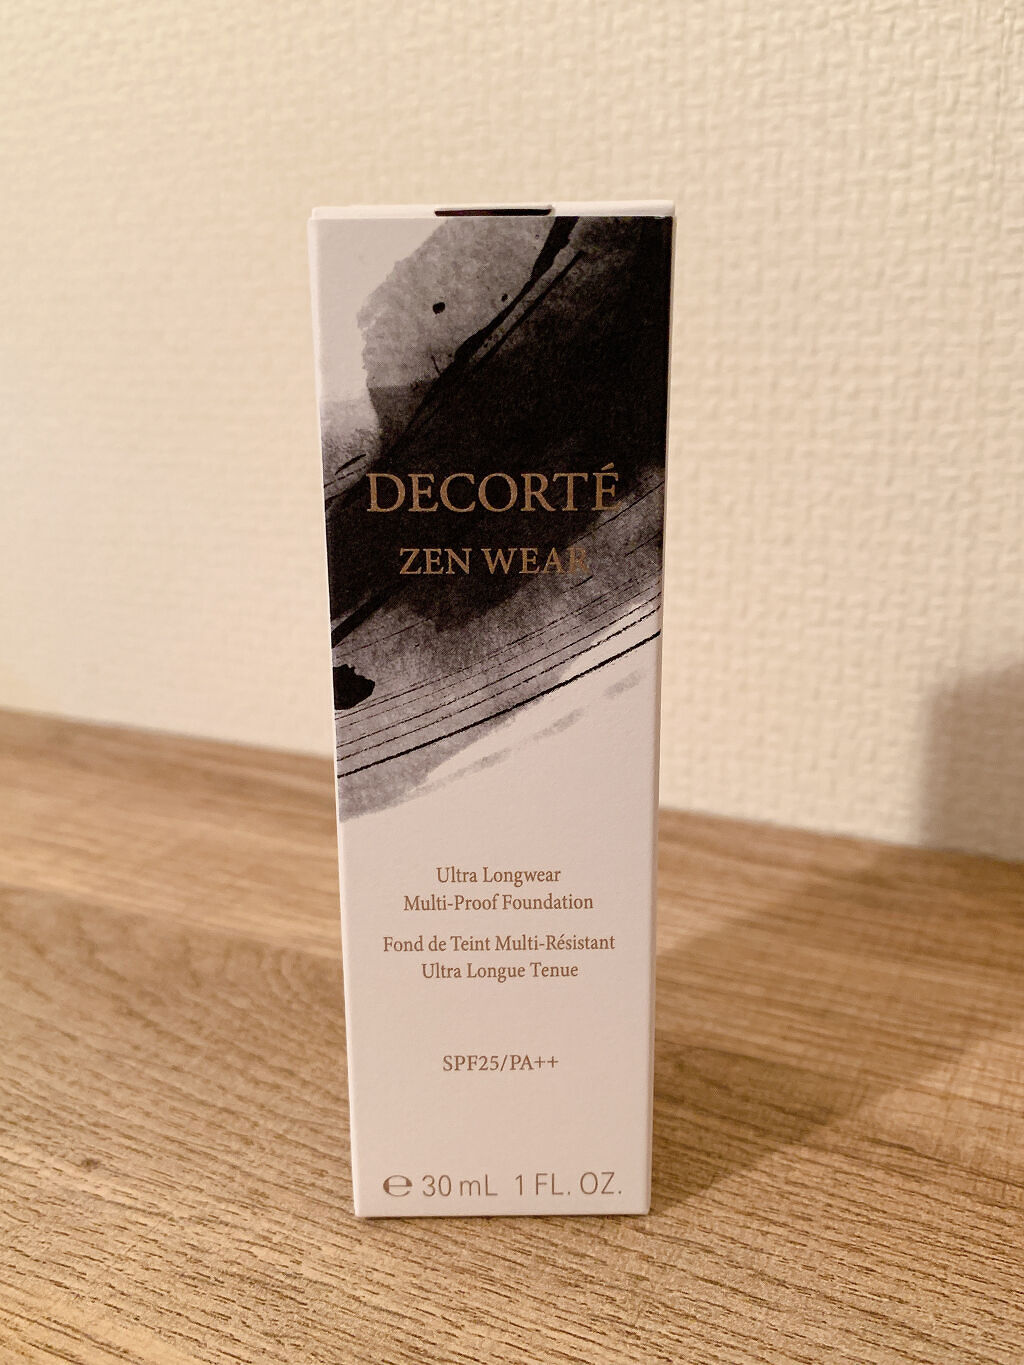 DECORTÉ
ZEN WEAR
Ultra Longwear
Multi-Proof Foundation
Fond de Teint Multi-Résistant
Ultra Longue Tenue
SPF25/PA++
℮ 30 mL 1 FL. OZ.